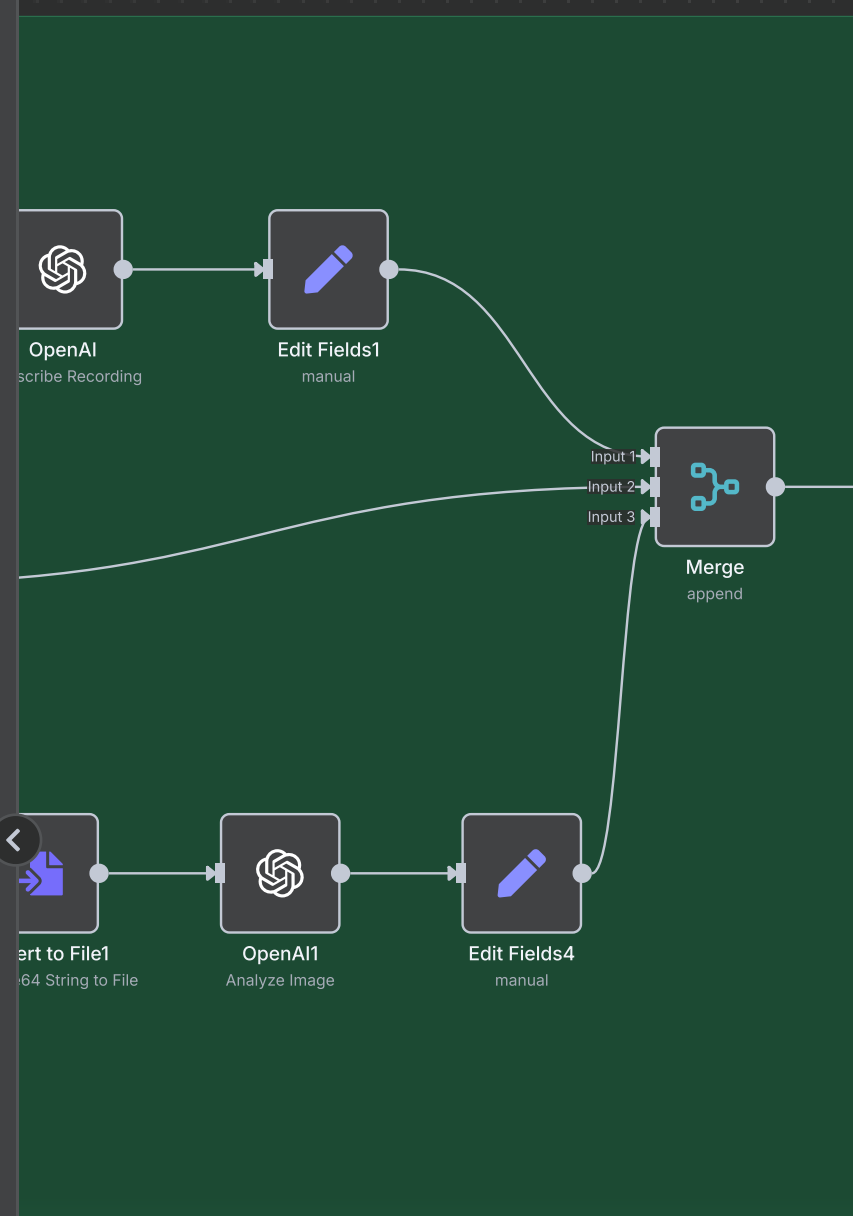 OpenAI
scribe Recording
Edit Fields1
manual
Input 1
Input 2
Input 3
Merge
append
ert to File1
64 String to File
OpenAI1
Analyze Image
Edit Fields4
manual